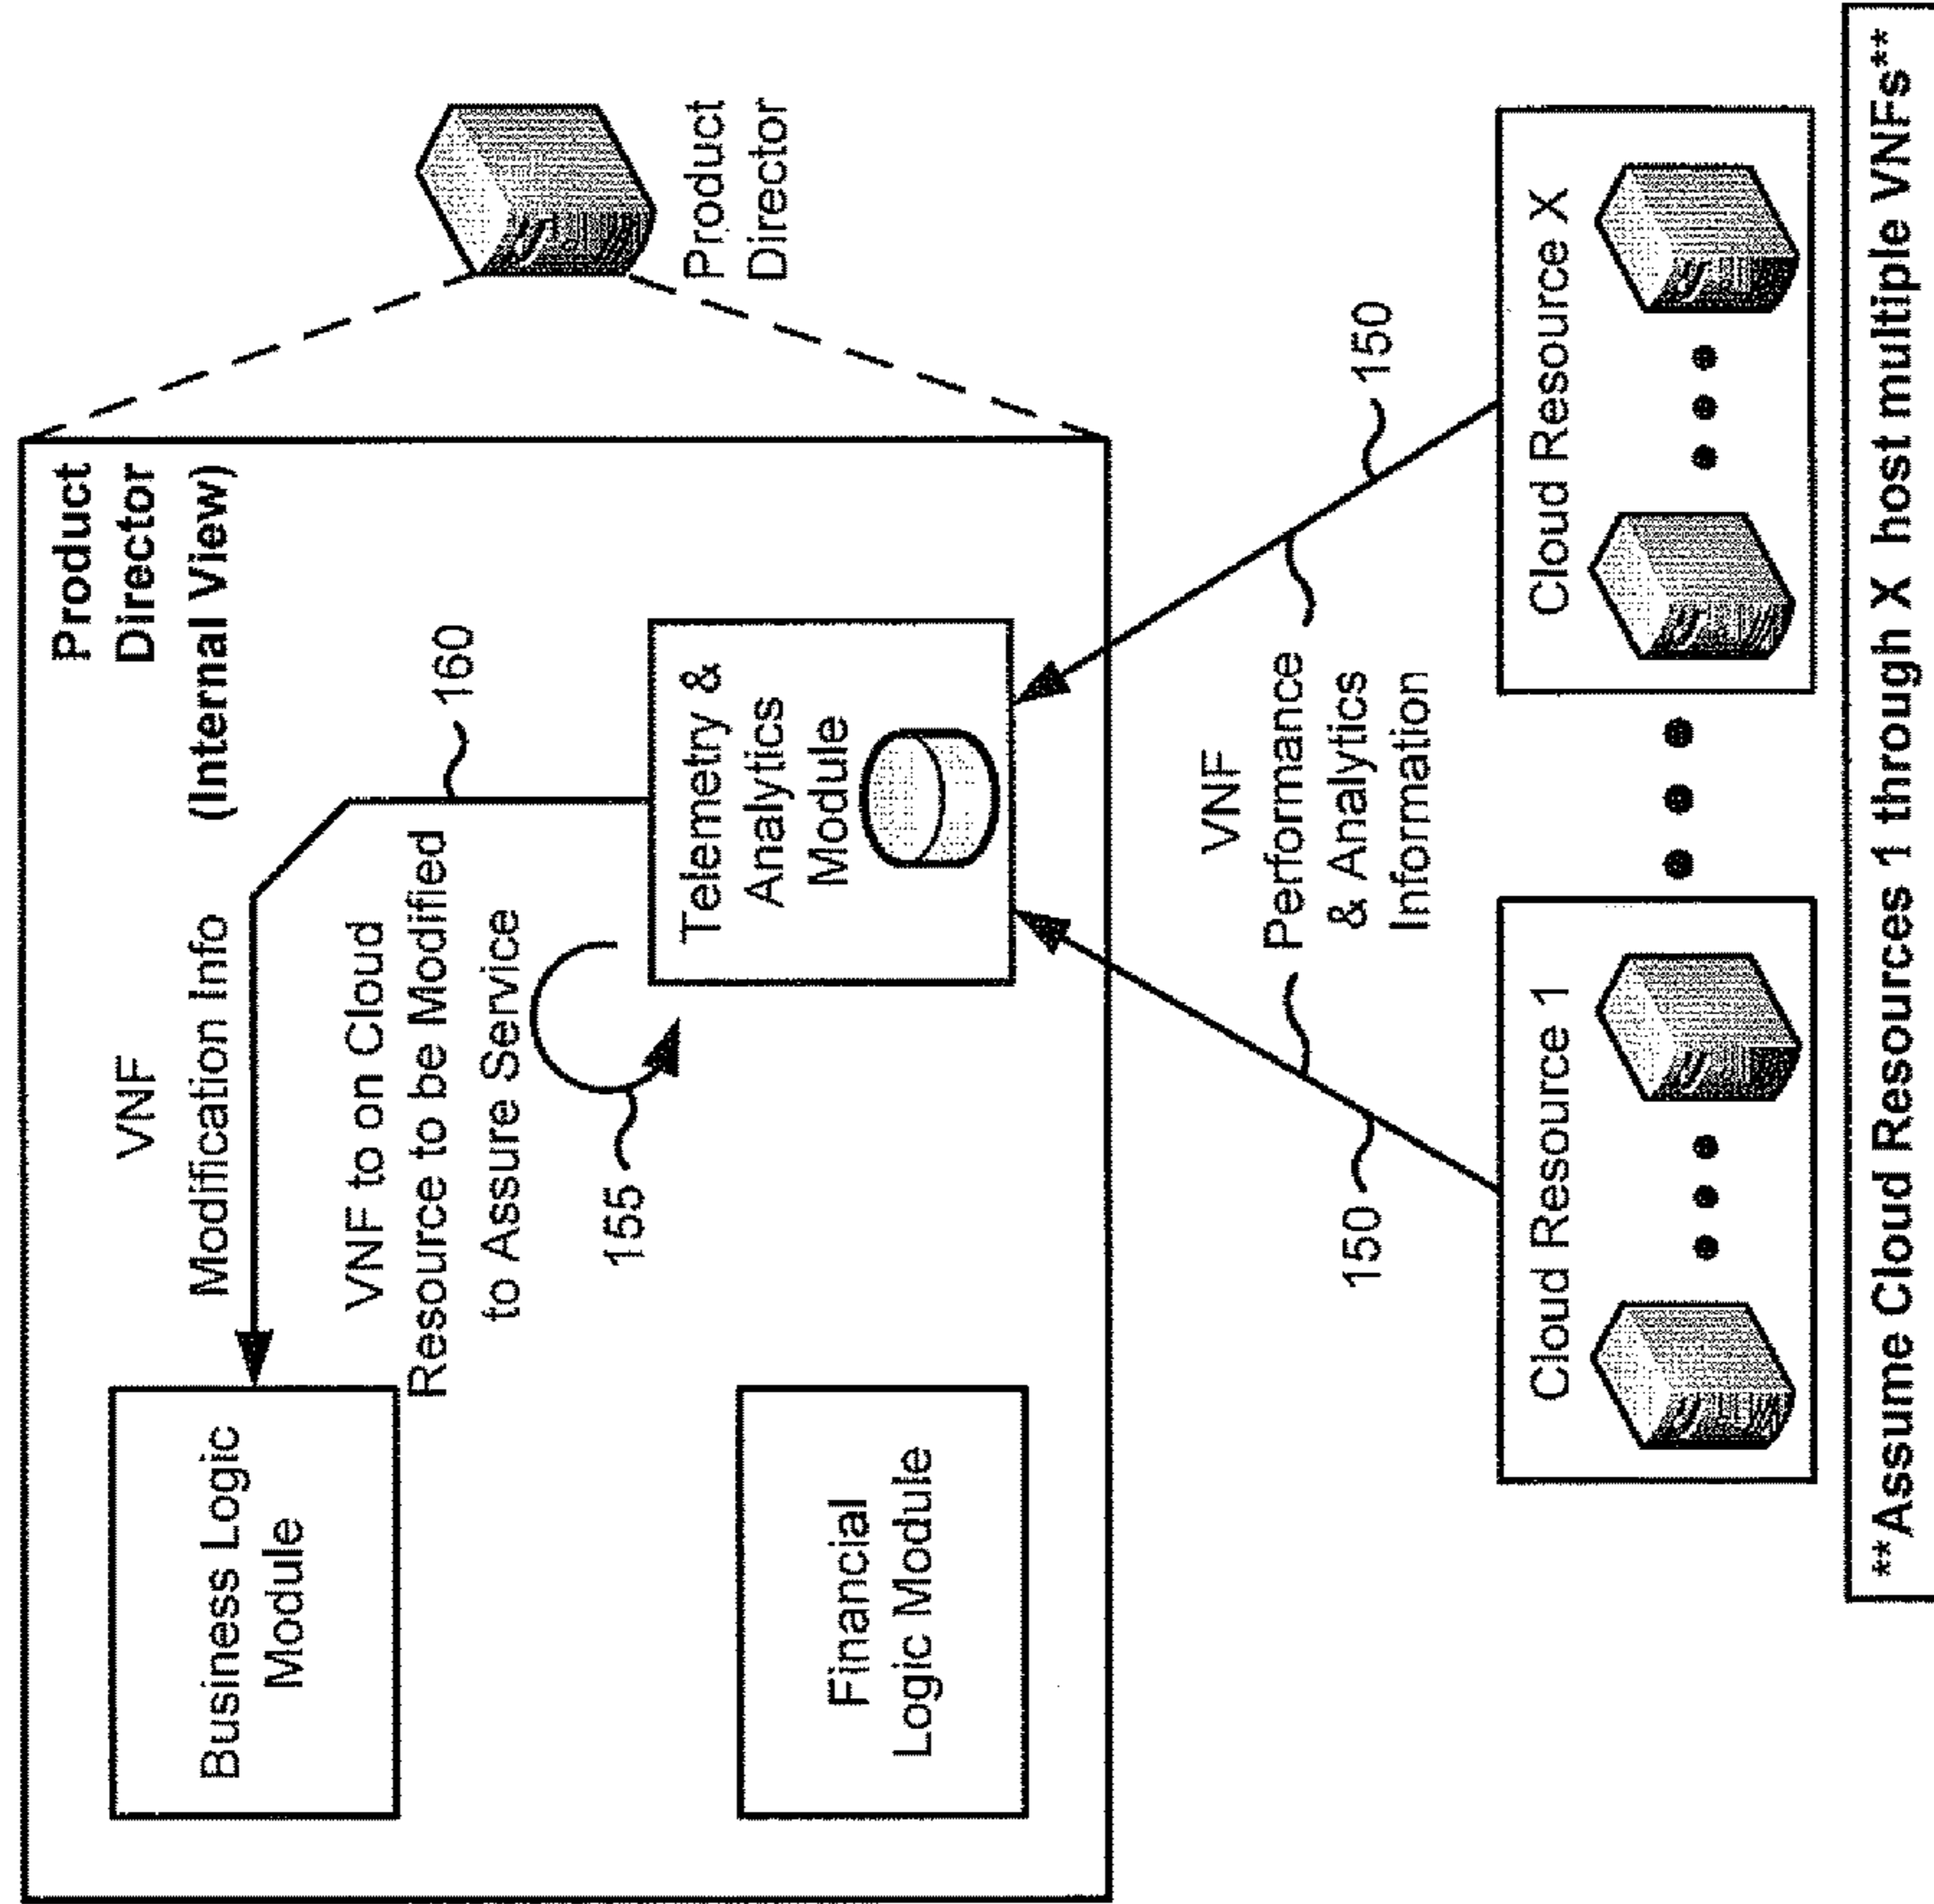 Product
Director
(Internal View)
Business Logic
Module
VNF
Modification Info
160
VNF to on Cloud
Resource to be Modified
to Assure Service
155
Telemetry &
Analytics
Module
Financial
Logic Module
Product
Director
VNF
Performance
& Analytics
Information
150
150
Cloud Resource 1
Cloud Resource X
**Assume Cloud Resources 1 through X host multiple VNFs**